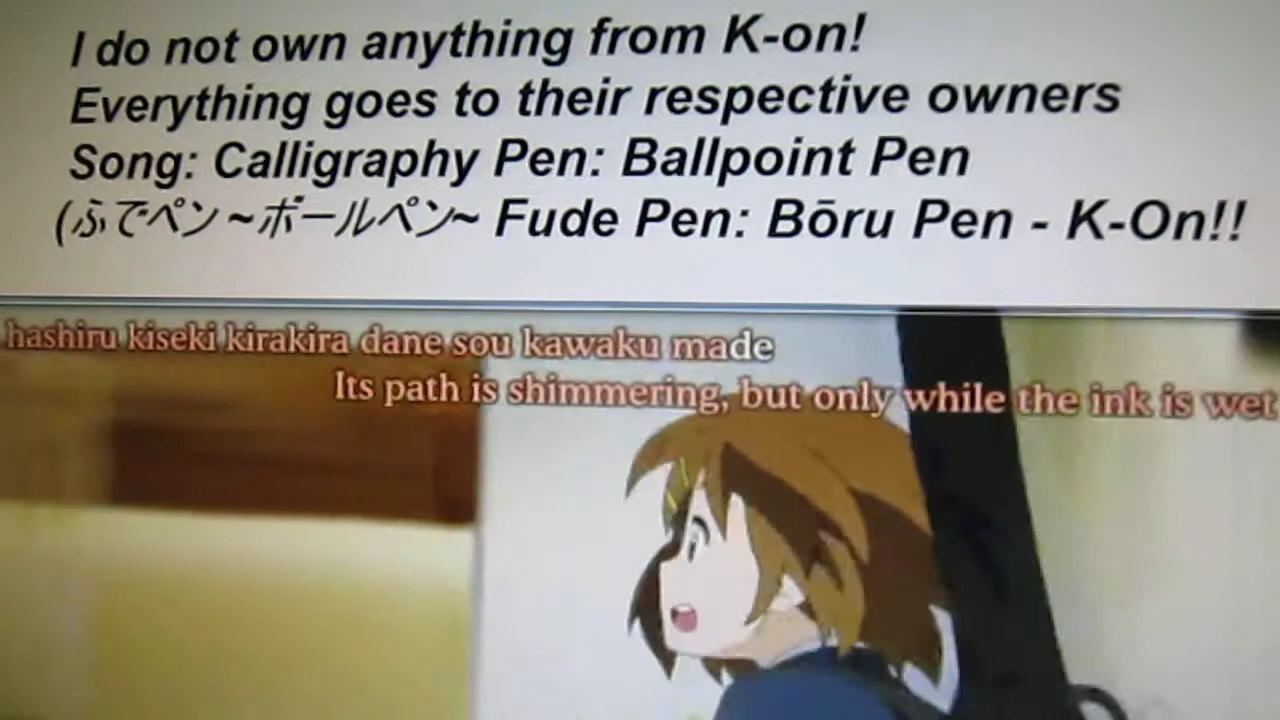 I do not own anything from K-on!
Everything goes to their respective owners
Song: Calligraphy Pen: Ballpoint Pen
(ふでペン ~ボールペン~ Fude Pen: Bōru Pen - K-On!!
hashiru kiseki kirakira dane sou kawaku made
Its path is shimmering, but only while the ink is wet